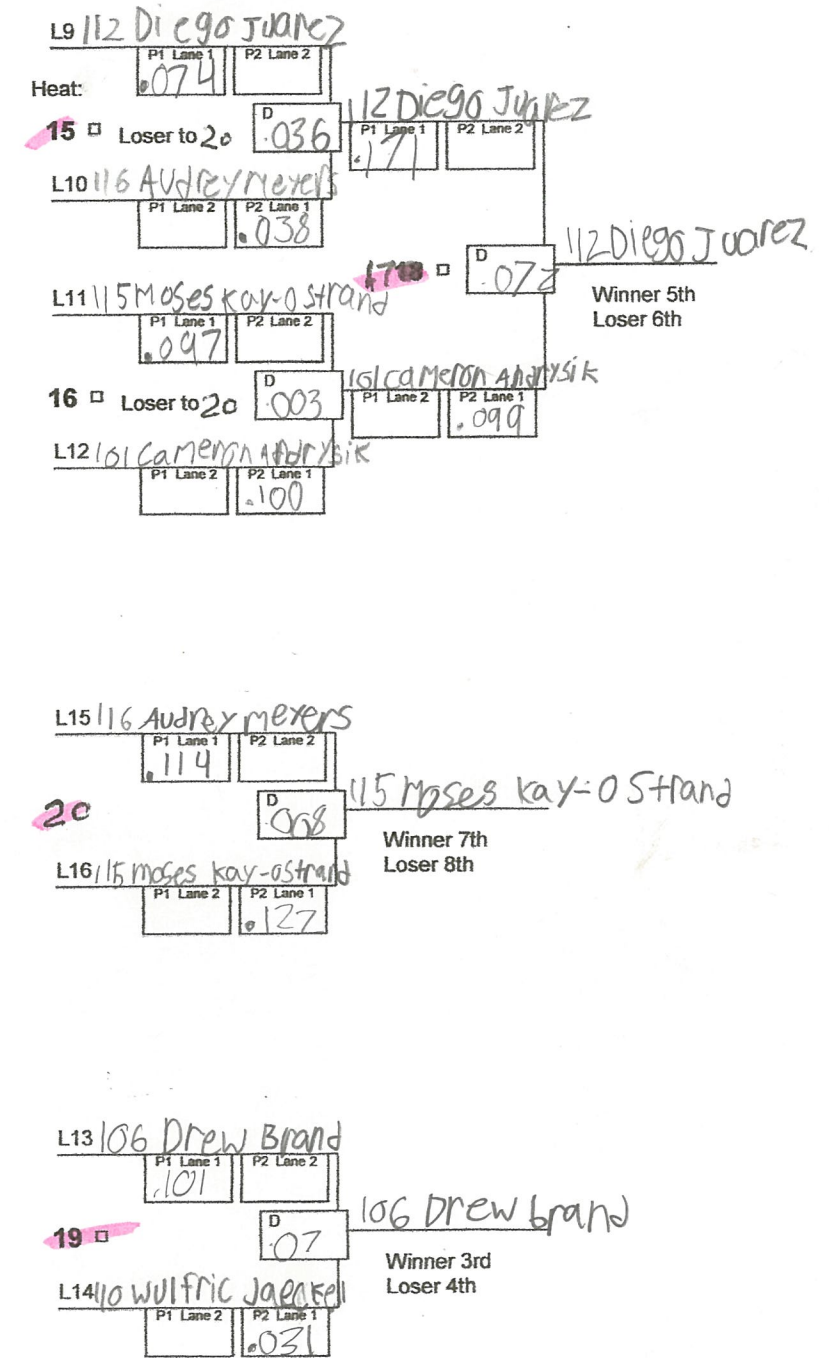 L9 112 Diego Juarez
P1 Lane 1 P2 Lane 2
.074
Heat:
112 Diego Juarez
15 Loser to 20 D .036
P1 Lane 1 P2 Lane 2
.171
L10 116 Audrey Meyers
P1 Lane 2 P2 Lane 1
.038
112 Diego Juarez
D .072
Winner 5th
Loser 6th
L11 115 Moses Kay-O Strand
P1 Lane 1 P2 Lane 2
.097
101 Cameron Andrysik
16 Loser to 20 D .003
P1 Lane 2 P2 Lane 1
.099
L12 101 Cameron Andrysik
P1 Lane 2 P2 Lane 1
.100
L15 116 Audrey meyers
P1 Lane 1 P2 Lane 2
.114
20 D .008 115 Moses Kay-O Strand
Winner 7th
Loser 8th
L16 115 moses kay-ostrand
P1 Lane 2 P2 Lane 1
.127
L13 106 Drew Brand
P1 Lane 1 P2 Lane 2
.101
106 Drew brand
19 D .07
Winner 3rd
Loser 4th
L14 110 Wulfric Jaeckel
P1 Lane 2 P2 Lane 1
.031